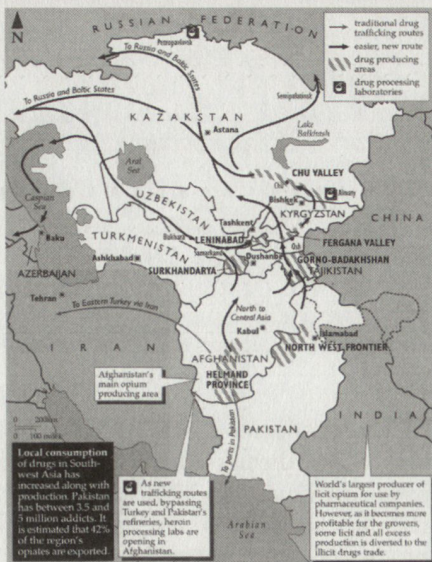 N
RUSSIAN FEDERATION
traditional drug
trafficking routes
easier, new route
drug producing
areas
drug processing
laboratories
Petropavlovsk
To Russia and Baltic States
Semipalatinsk
To Russia and Baltic States
KAZAKSTAN
Astana
Lake
Balkhash
Aral
Sea
CHU VALLEY
Almaty
Bishkek
KYRGYZSTAN
Caspian
Sea
UZBEKISTAN
Tashkent
CHINA
Baku
TURKMENISTAN
Bukhara
LENINABAD
Osh
FERGANA VALLEY
Samarkand
Dushanbe
GORNO-BADAKHSHAN
AZERBAIJAN
Ashkhabad
SURKHANDARYA
TAJIKISTAN
Tehran
To Eastern Turkey via Iran
North to
Central Asia
Kabul
Islamabad
IRAN
AFGHANISTAN
NORTH WEST FRONTIER
Afghanistan's
main opium
producing area
HELMAND
PROVINCE
INDIA
PAKISTAN
To ports in Pakistan
0 200km
0 100 miles
Local consumption
of drugs in South-
west Asia has
increased along with
production. Pakistan
has between 3.5 and
5 million addicts. It
is estimated that 42%
of the region's
opiates are exported.
As new
trafficking routes
are used, bypassing
Turkey and Pakistan's
refineries, heroin
processing labs are
opening in
Afghanistan.
Arabian
Sea
World's largest producer of
licit opium for use by
pharmaceutical companies.
However, as it becomes more
profitable for the growers,
some licit and all excess
production is diverted to the
illicit drugs trade.